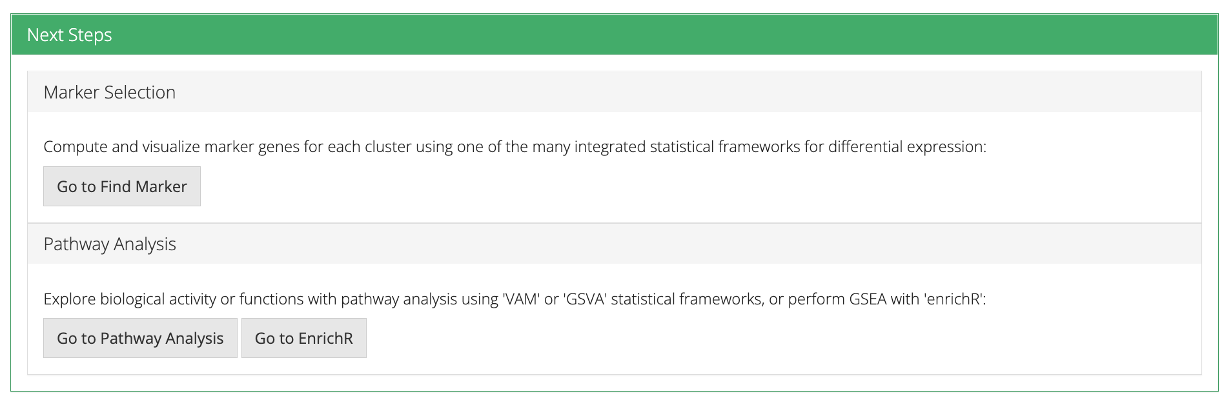 Next Steps
Marker Selection
Compute and visualize marker genes for each cluster using one of the many integrated statistical frameworks for differential expression:
Go to Find Marker
Pathway Analysis
Explore biological activity or functions with pathway analysis using 'VAM' or 'GSVA' statistical frameworks, or perform GSEA with 'enrichR':
Go to Pathway Analysis Go to EnrichR